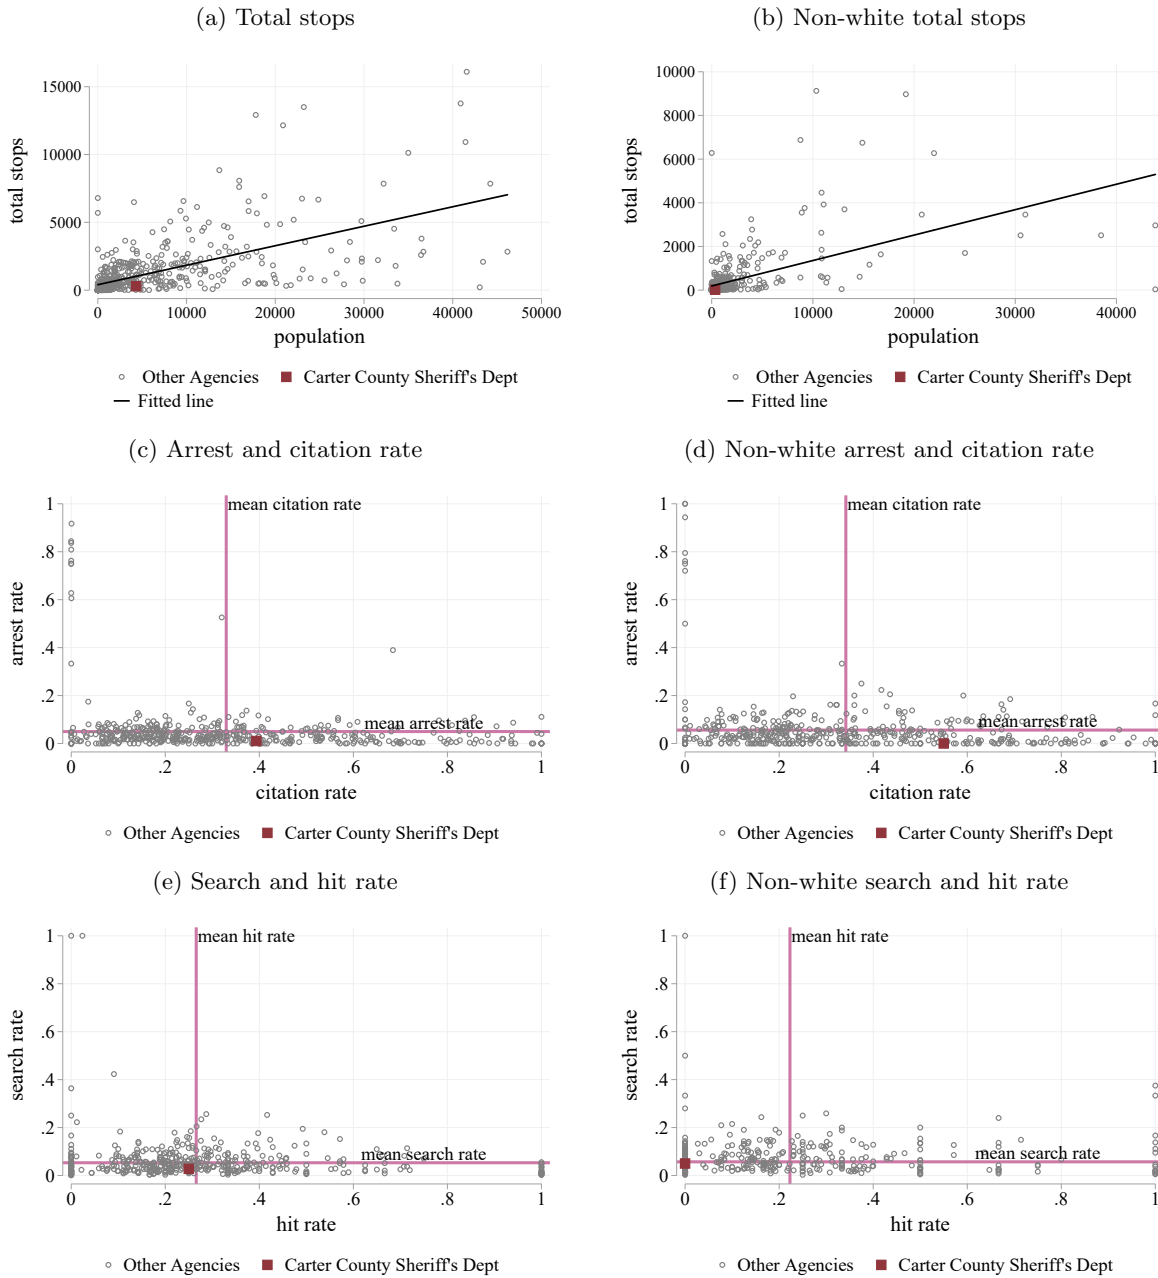 (a) Total stops
(b) Non-white total stops
total stops
15000
10000
5000
0
0 10000 20000 30000 40000 50000
population
Other Agencies Carter County Sheriff's Dept
Fitted line
total stops
10000
8000
6000
4000
2000
0
0 10000 20000 30000 40000
population
Other Agencies Carter County Sheriff's Dept
Fitted line
(c) Arrest and citation rate
(d) Non-white arrest and citation rate
arrest rate
1
.8
.6
.4
.2
0
mean citation rate
mean arrest rate
0 .2 .4 .6 .8 1
citation rate
Other Agencies Carter County Sheriff's Dept
arrest rate
1
.8
.6
.4
.2
0
mean citation rate
mean arrest rate
0 .2 .4 .6 .8 1
citation rate
Other Agencies Carter County Sheriff's Dept
(e) Search and hit rate
(f) Non-white search and hit rate
search rate
1
.8
.6
.4
.2
0
mean hit rate
mean search rate
0 .2 .4 .6 .8 1
hit rate
Other Agencies Carter County Sheriff's Dept
search rate
1
.8
.6
.4
.2
0
mean hit rate
mean search rate
0 .2 .4 .6 .8 1
hit rate
Other Agencies Carter County Sheriff's Dept